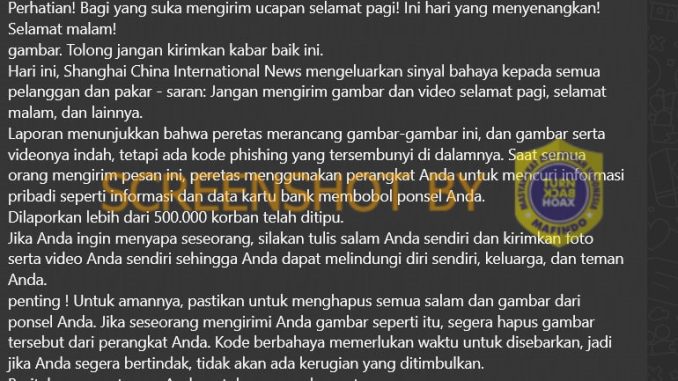 Perhatian! Bagi yang suka mengirim ucapan selamat pagi! Ini hari yang menyenangkan!
Selamat malam!
gambar. Tolong jangan kirimkan kabar baik ini.
Hari ini, Shanghai China International News mengeluarkan sinyal bahaya kepada semua
pelanggan dan pakar - saran: Jangan mengirim gambar dan video selamat pagi, selamat
malam, dan lainnya.
Laporan menunjukkan bahwa peretas merancang gambar-gambar ini, dan gambar serta
videonya indah, tetapi ada kode phishing yang tersembunyi di dalamnya. Saat semua
orang mengirim pesan ini, peretas menggunakan perangkat Anda untuk mencuri informasi
pribadi seperti informasi dan data kartu bank membobol ponsel Anda.
SCREENSHOT BY
MASYARAKAT ANTI FITNAH INDONESIA
TURN
BACK
HOAX
MAFINDO
Dilaporkan lebih dari 500.000 korban telah ditipu.
Jika Anda ingin menyapa seseorang, silakan tulis salam Anda sendiri dan kirimkan foto
serta video Anda sendiri sehingga Anda dapat melindungi diri sendiri, keluarga, dan teman
Anda.
penting ! Untuk amannya, pastikan untuk menghapus semua salam dan gambar dari
ponsel Anda. Jika seseorang mengirimi Anda gambar seperti itu, segera hapus gambar
tersebut dari perangkat Anda. Kode berbahaya memerlukan waktu untuk disebarkan, jadi
jika Anda segera bertindak, tidak akan ada kerugian yang ditimbulkan.